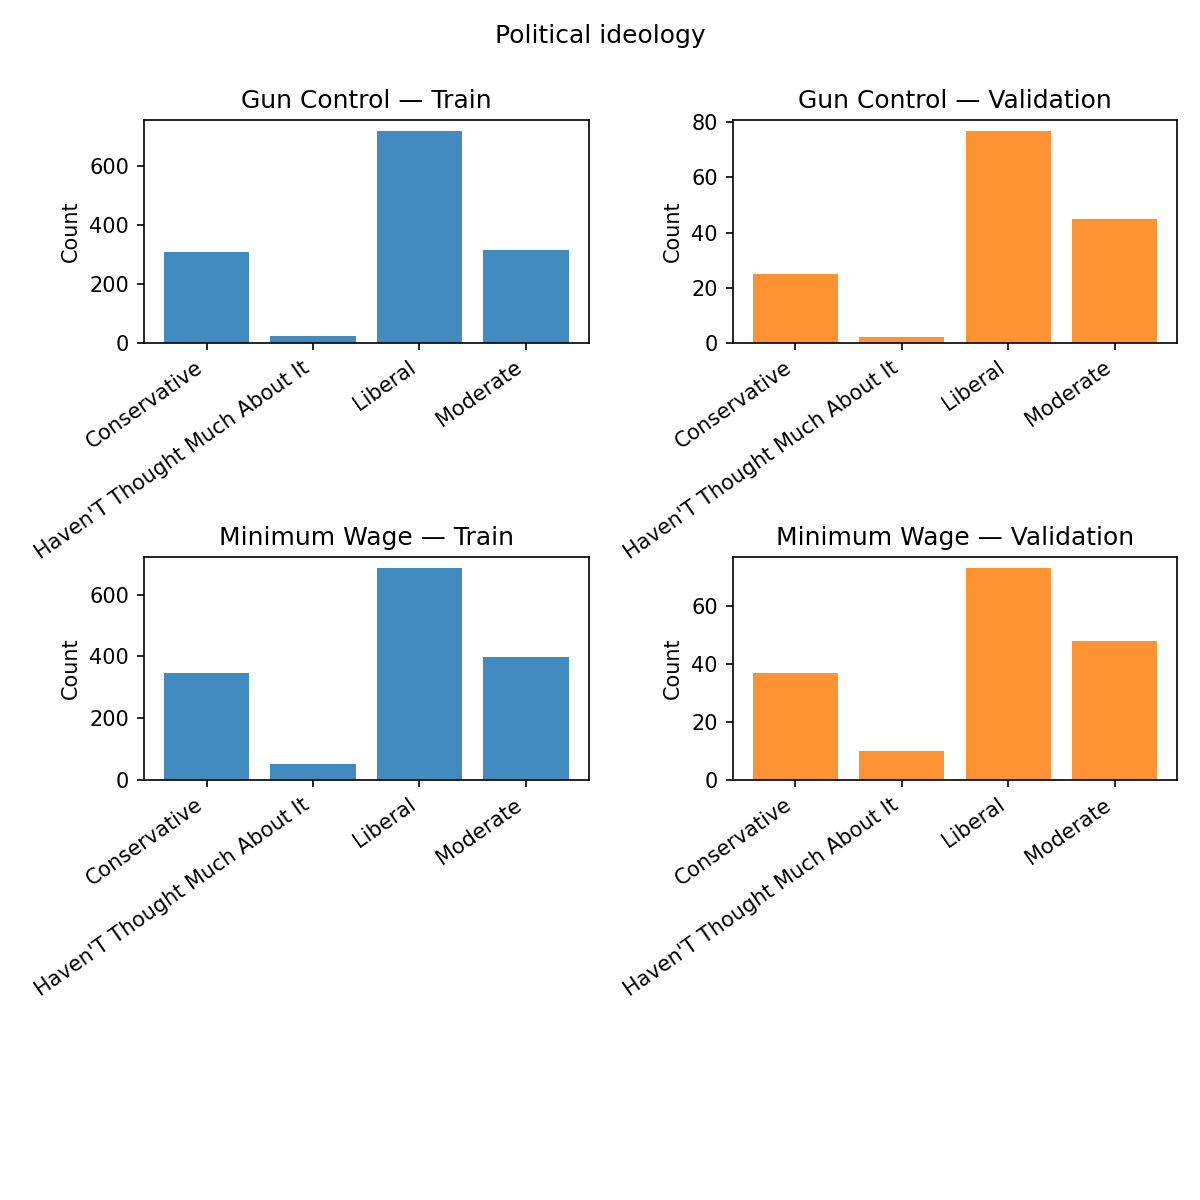 Political ideology
Gun Control — Train
Count
600
400
200
0
Conservative
Haven'T Thought Much About It
Liberal
Moderate
Gun Control — Validation
Count
80
60
40
20
0
Conservative
Haven'T Thought Much About It
Liberal
Moderate
Minimum Wage — Train
Count
600
400
200
0
Conservative
Haven'T Thought Much About It
Liberal
Moderate
Minimum Wage — Validation
Count
60
40
20
0
Conservative
Haven'T Thought Much About It
Liberal
Moderate